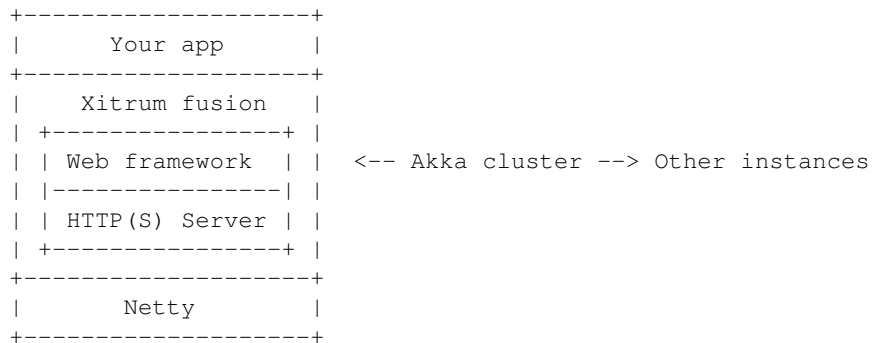 Your app
Xitrum fusion
Web framework <-- Akka cluster --> Other instances
HTTP(S) Server
Netty